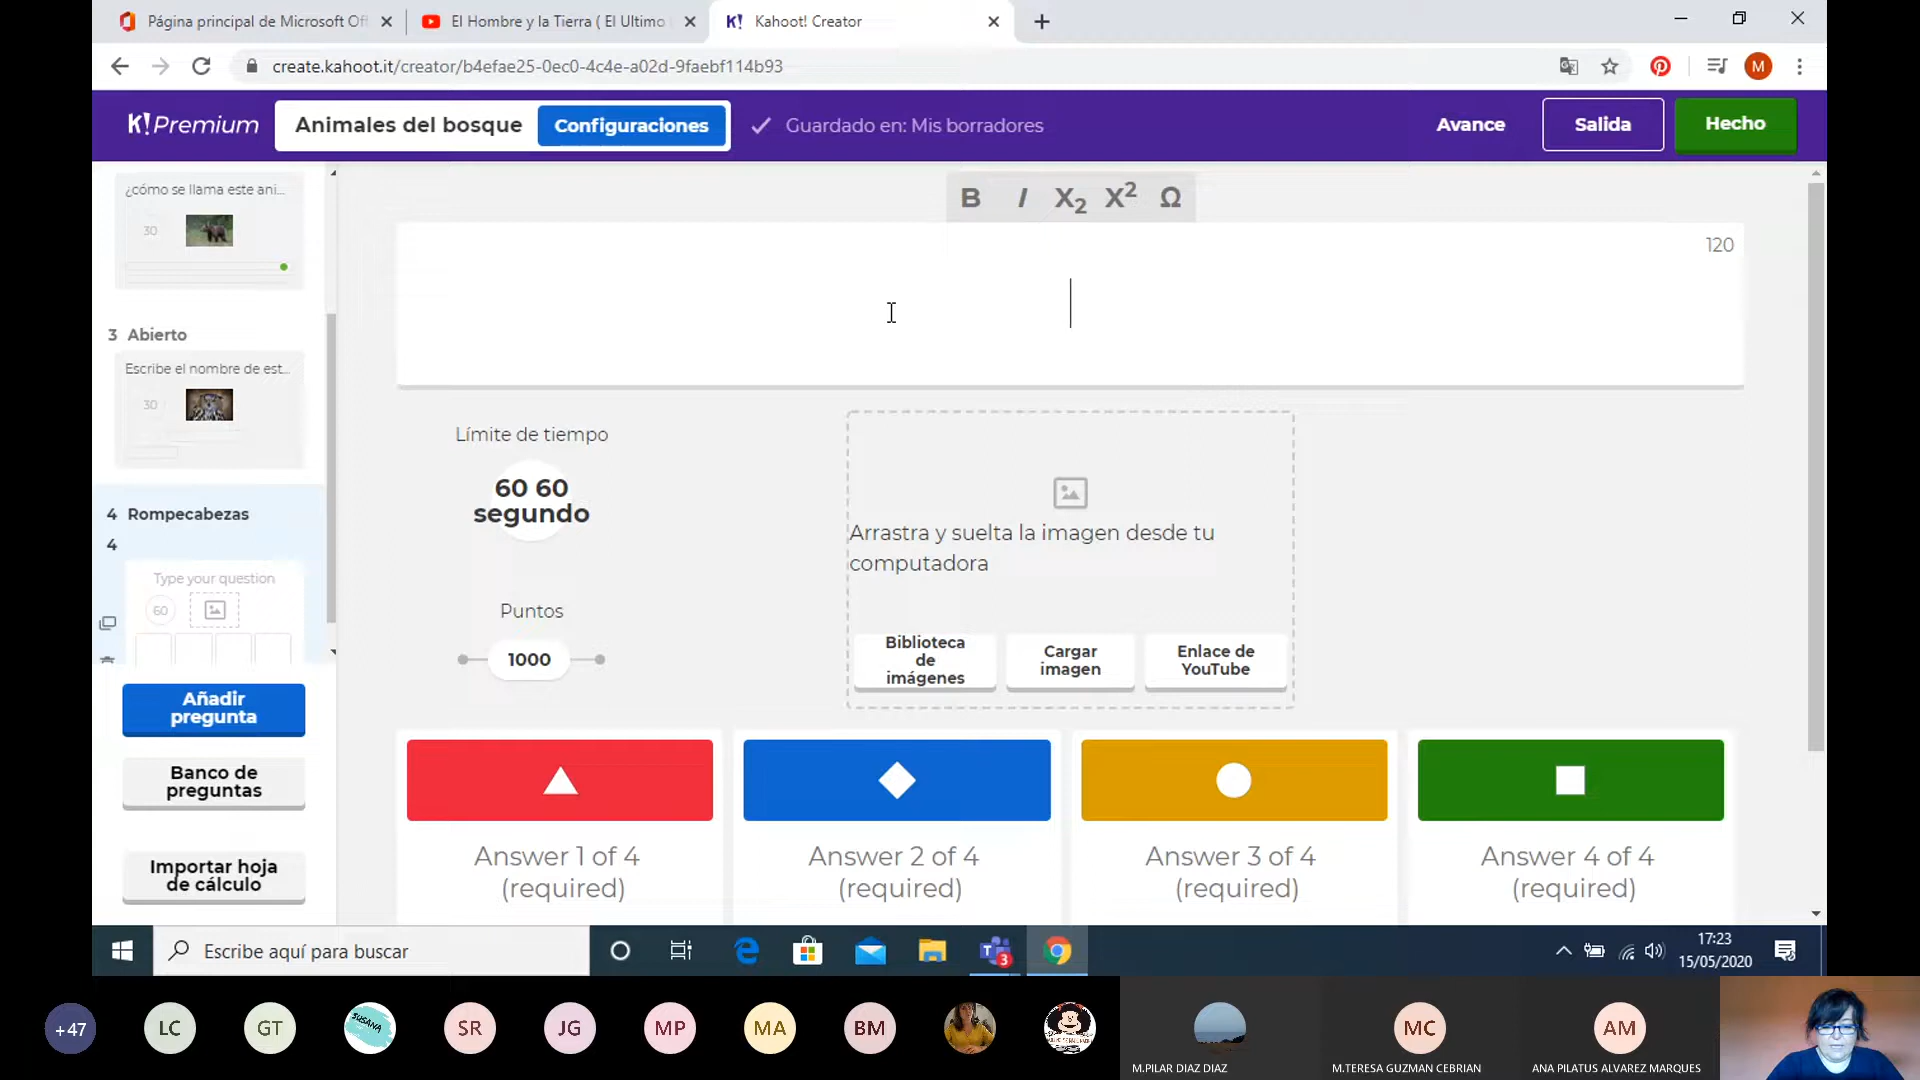 Página principal de Microsoft Off
El Hombre y la Tierra ( El Ultimo
K! Kahoot! Creator
create.kahoot.it/creator/b4efae25-0ec0-4c4e-a02d-9faebf114b93
M
K!Premium
Animales del bosque
Configuraciones
Guardado en: Mis borradores
Avance
Salida
Hecho
¿cómo se llama este ani...
30
3 Abierto
Escribe el nombre de est...
30
4 Rompecabezas
4
Type your question
60
Añadir
pregunta
Banco de
preguntas
Importar hoja
de cálculo
B I X2 X2 Ω
120
Límite de tiempo
60 60
segundo
Puntos
1000
Arrastra y suelta la imagen desde tu
computadora
Biblioteca
de
imágenes
Cargar
imagen
Enlace de
YouTube
Answer 1 of 4
(required)
Answer 2 of 4
(required)
Answer 3 of 4
(required)
Answer 4 of 4
(required)
Escribe aquí para buscar
3
17:23
15/05/2020
+47
LC
GT
SUSANA
SR
JG
MP
MA
BM
M.PILAR DIAZ DIAZ
MC
M.TERESA GUZMAN CEBRIAN
AM
ANA PILATUS ALVAREZ MARQUES